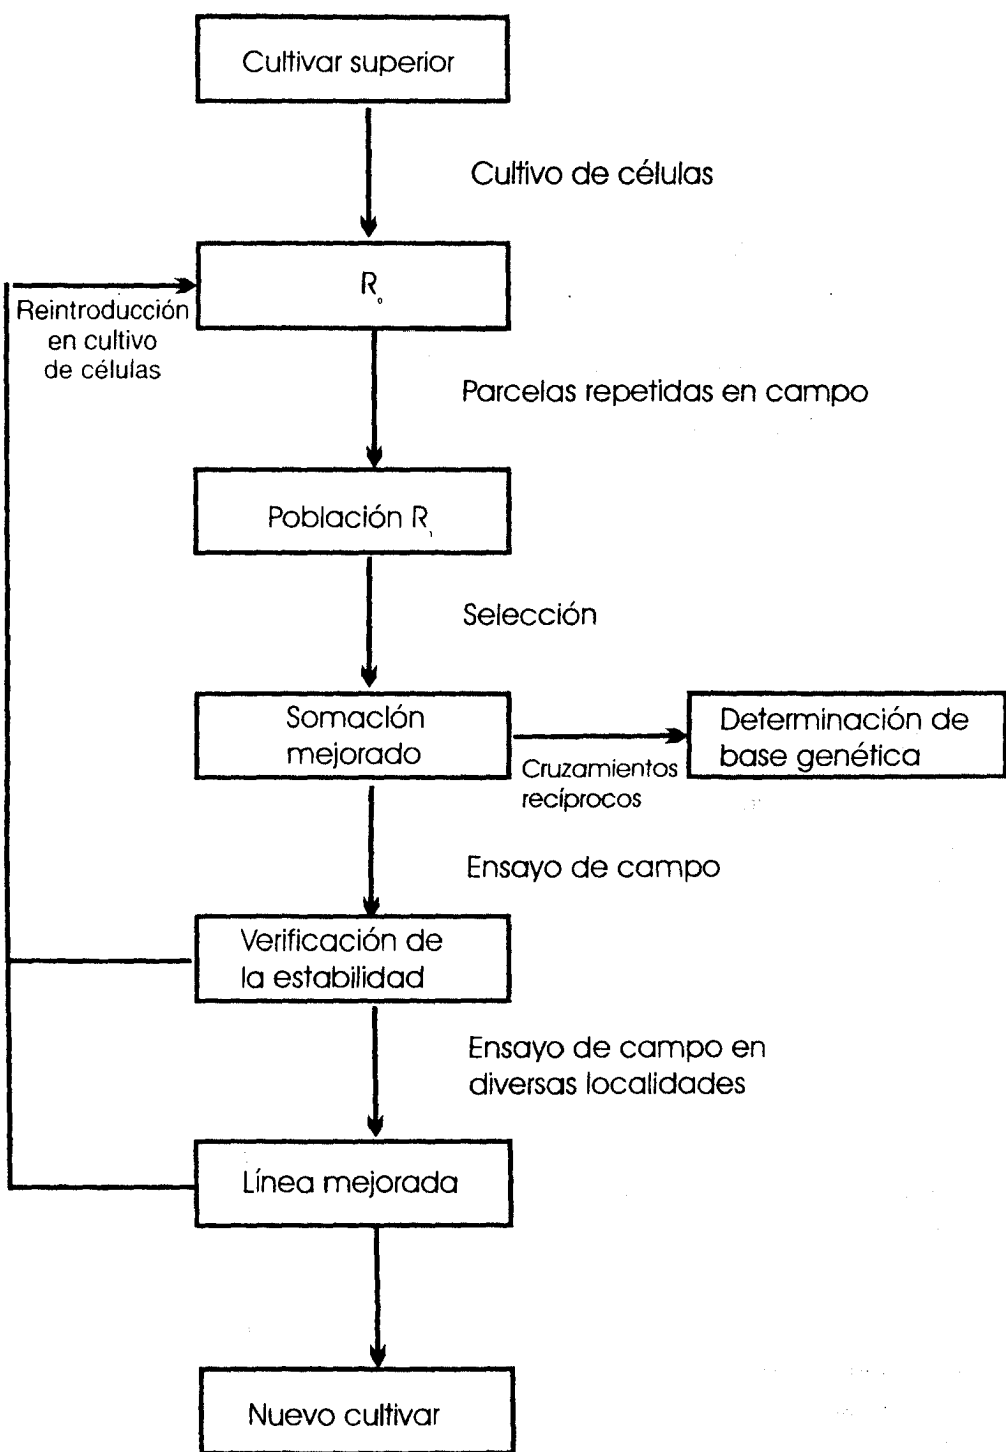 Cultivar superior
Cultivo de células
R₀
Reintroducción
en cultivo
de células
Parcelas repetidas en campo
Población R₁
Selección
Somaclón
mejorado
Cruzamientos
recíprocos
Determinación de
base genética
Ensayo de campo
Verificación de
la estabilidad
Ensayo de campo en
diversas localidades
Línea mejorada
Nuevo cultivar